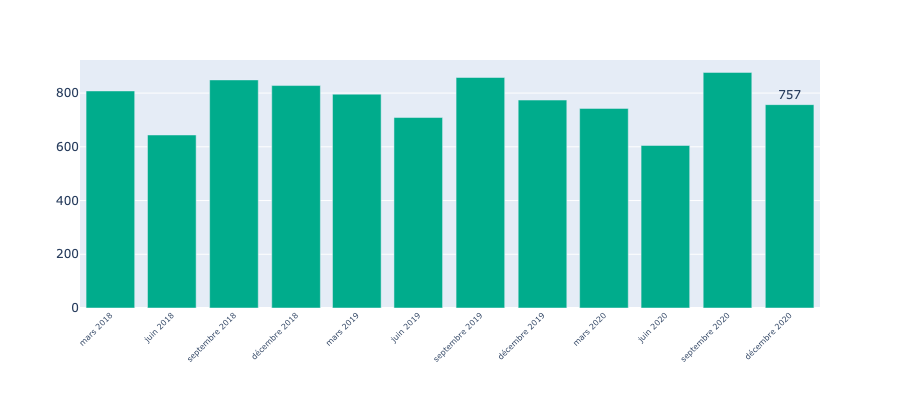 800
600
400
200
0
757
mars 2018
juin 2018
septembre 2018
décembre 2018
mars 2019
juin 2019
septembre 2019
décembre 2019
mars 2020
juin 2020
septembre 2020
décembre 2020